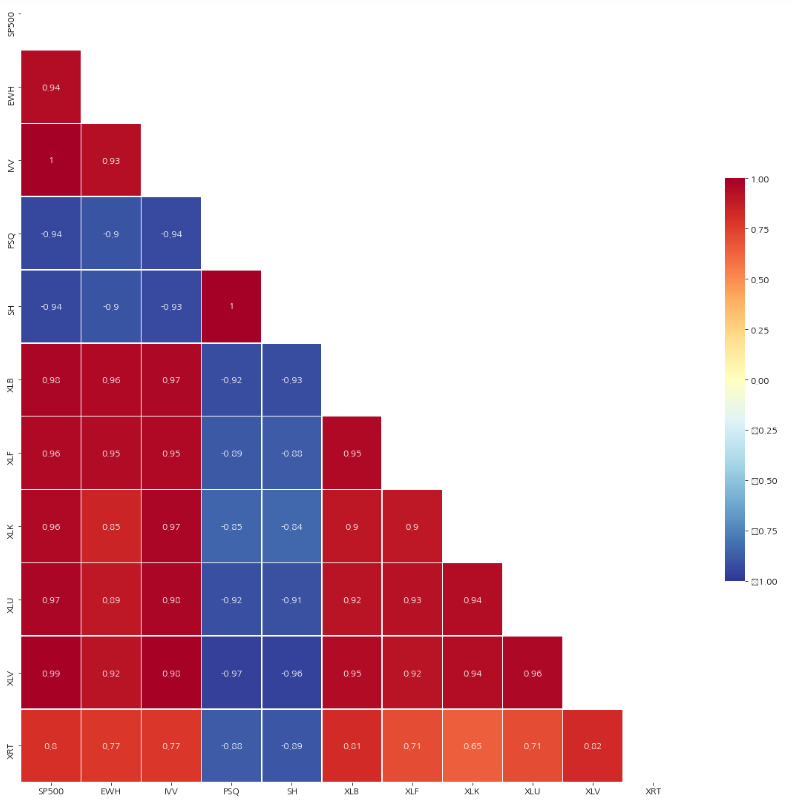 SP500
EWH 0.94
IVV 1 0.93
PSQ -0.94 -0.9 -0.94
SH -0.94 -0.9 -0.93 1
XLB 0.98 0.96 0.97 -0.92 -0.93
XLF 0.96 0.95 0.95 -0.89 -0.88 0.95
XLK 0.96 0.85 0.97 -0.85 -0.84 0.9 0.9
XLU 0.97 0.89 0.98 -0.92 -0.91 0.92 0.93 0.94
XLV 0.99 0.92 0.98 -0.97 -0.96 0.95 0.92 0.94 0.96
XRT 0.8 0.77 0.77 -0.88 -0.89 0.81 0.71 0.65 0.71 0.82
SP500 EWH IVV PSQ SH XLB XLF XLK XLU XLV XRT
1.00
0.75
0.50
0.25
0.00
0.25
0.50
0.75
1.00